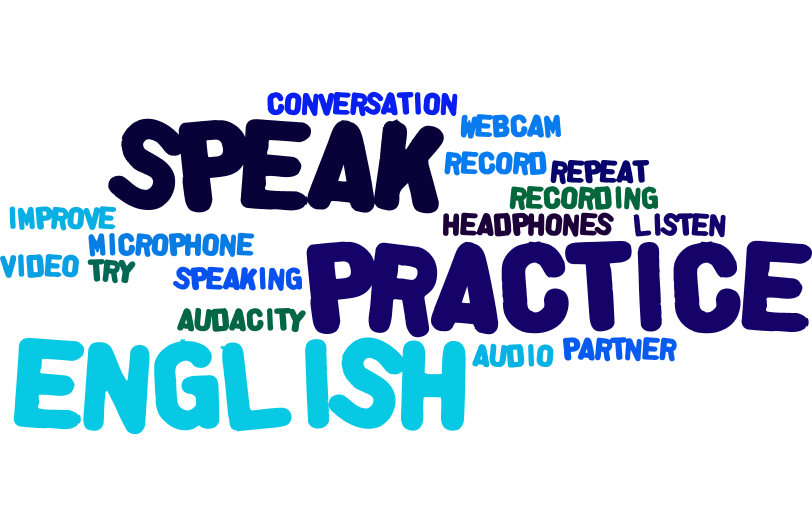 CONVERSATION
SPEAK
WEBCAM
RECORD
REPEAT
RECORDING
IMPROVE
HEADPHONES
LISTEN
MICROPHONE
VIDEO
TRY
SPEAKING
PRACTICE
AUDACITY
ENGLISH
AUDIO
PARTNER